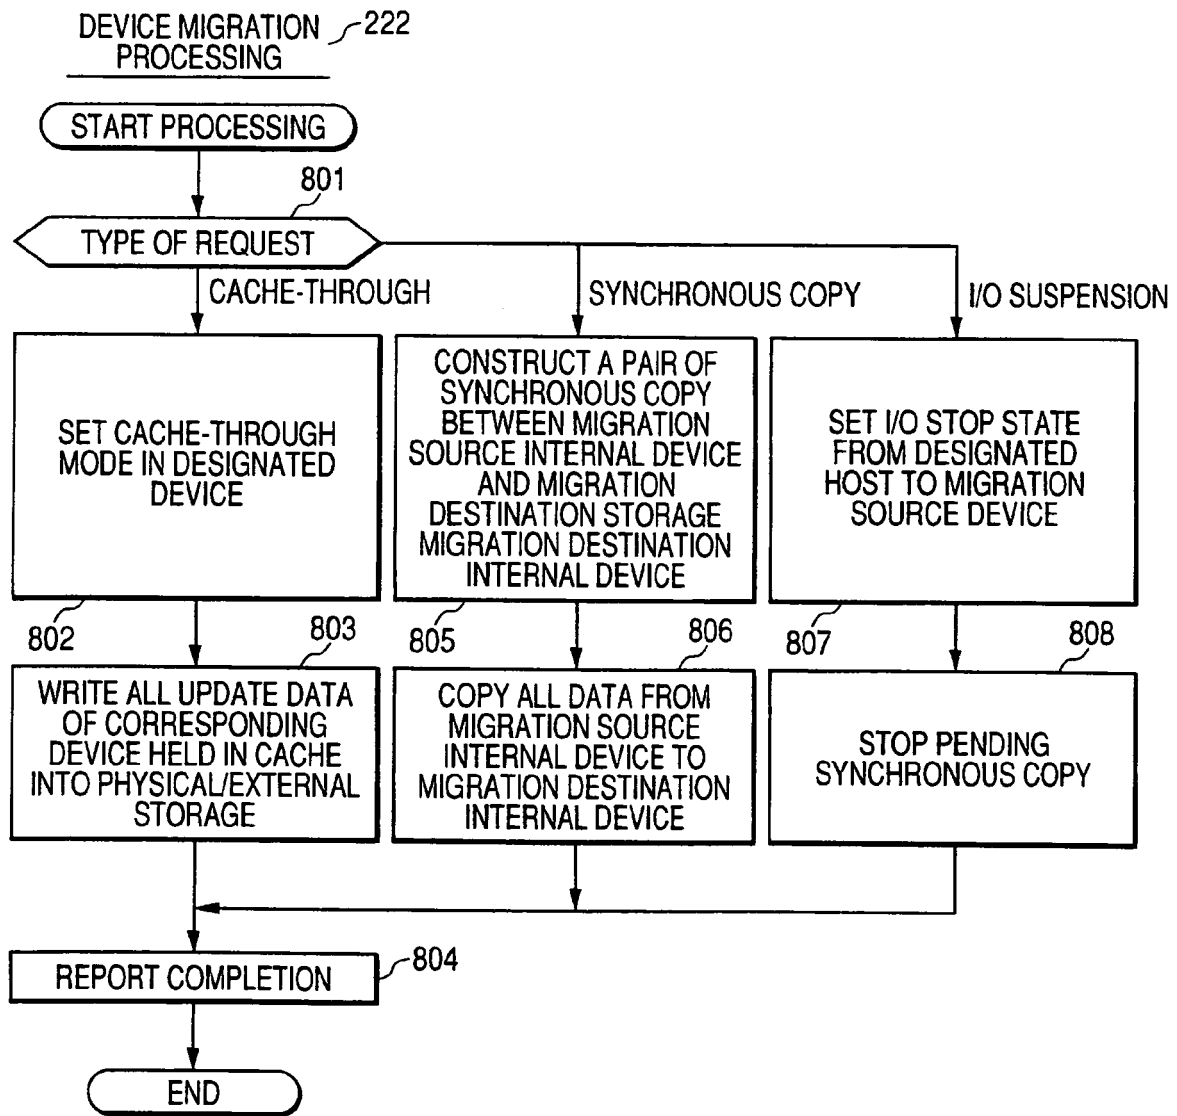 DEVICE MIGRATION
PROCESSING
222
START PROCESSING
801
TYPE OF REQUEST
CACHE-THROUGH
SYNCHRONOUS COPY
I/O SUSPENSION
SET CACHE-THROUGH
MODE IN DESIGNATED
DEVICE
802
CONSTRUCT A PAIR OF
SYNCHRONOUS COPY
BETWEEN MIGRATION
SOURCE INTERNAL DEVICE
AND MIGRATION
DESTINATION STORAGE
MIGRATION DESTINATION
INTERNAL DEVICE
805
SET I/O STOP STATE
FROM DESIGNATED
HOST TO MIGRATION
SOURCE DEVICE
807
803
WRITE ALL UPDATE DATA
OF CORRESPONDING
DEVICE HELD IN CACHE
INTO PHYSICAL/EXTERNAL
STORAGE
806
COPY ALL DATA FROM
MIGRATION SOURCE
INTERNAL DEVICE TO
MIGRATION DESTINATION
INTERNAL DEVICE
808
STOP PENDING
SYNCHRONOUS COPY
REPORT COMPLETION
804
END